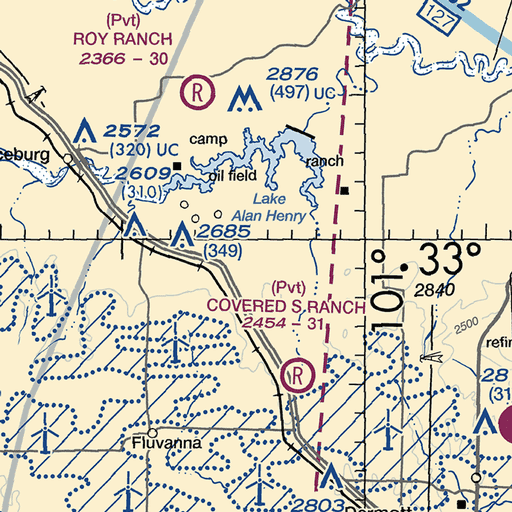 (Pvt)
ROY RANCH
2366 – 30
R
127
2876
(497) UC
2572
(320) UC
camp
ranch
2609
(310)
oil field
Lake
Alan Henry
2685
(349)
(Pvt)
COVERED S RANCH
2454 – 31
101° 33°
2840
2500
R
Fluvanna
2803